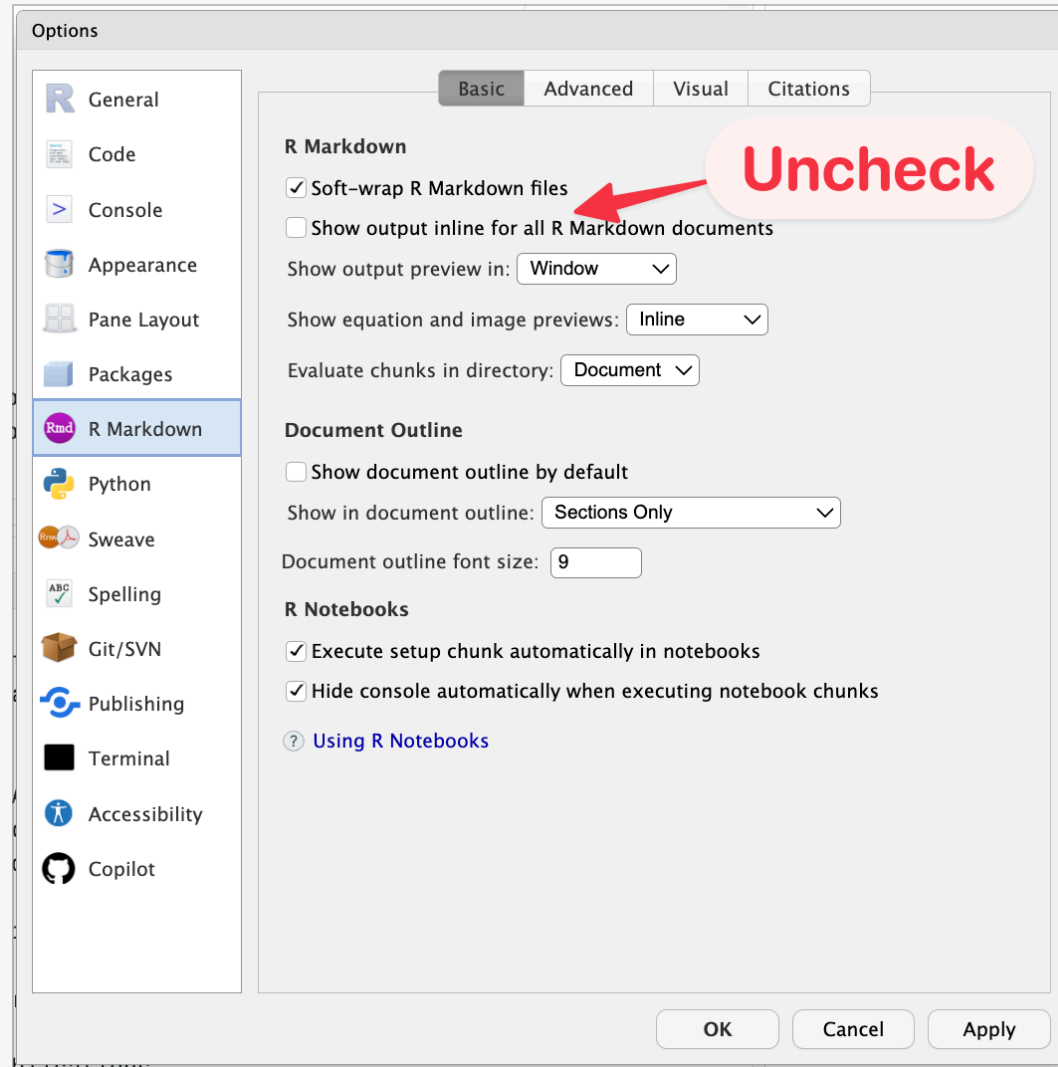 Options
General
Code
Console
Appearance
Pane Layout
Packages
Rmd R Markdown
Python
Rnw Sweave
ABC Spelling
Git/SVN
Publishing
Terminal
Accessibility
Copilot
Basic Advanced Visual Citations
R Markdown
Uncheck
Soft-wrap R Markdown files
Show output inline for all R Markdown documents
Show output preview in: Window
Show equation and image previews: Inline
Evaluate chunks in directory: Document
Document Outline
Show document outline by default
Show in document outline: Sections Only
Document outline font size: 9
R Notebooks
Execute setup chunk automatically in notebooks
Hide console automatically when executing notebook chunks
? Using R Notebooks
OK Cancel Apply